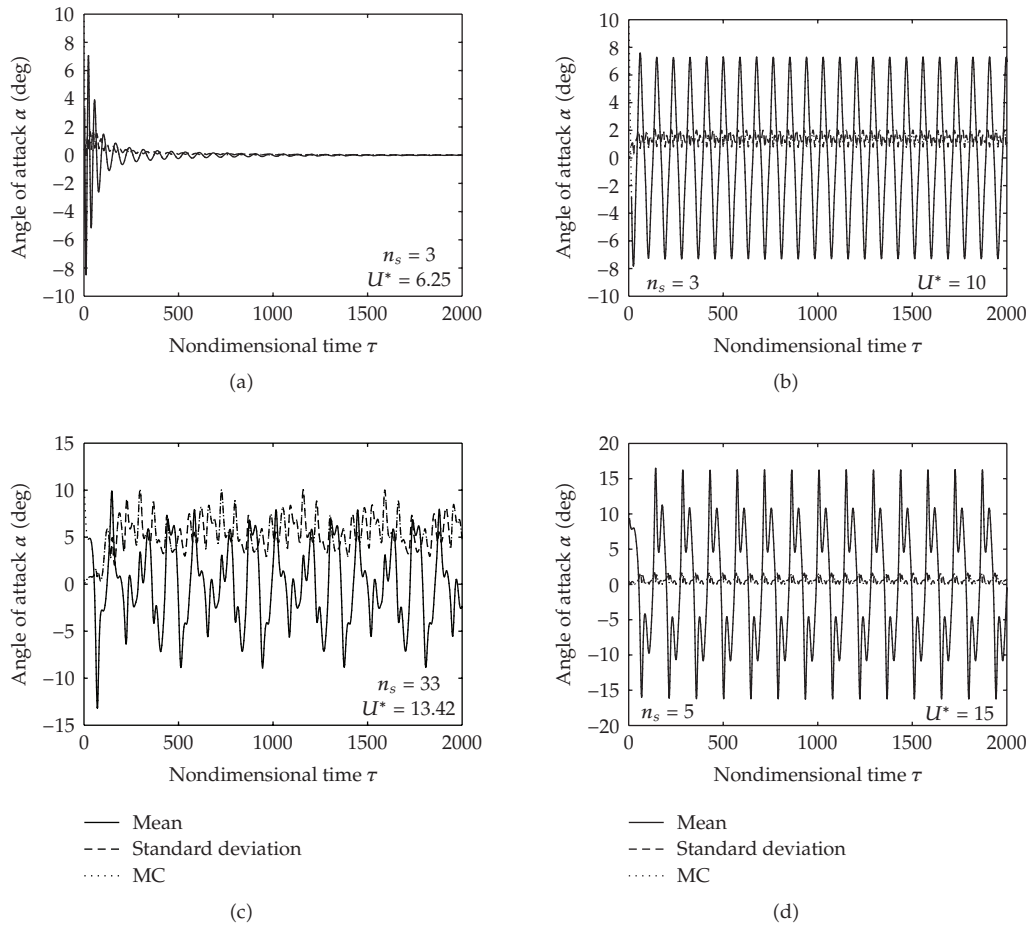 10
8
6
4
2
0
−2
−4
−6
−8
−10
Angle of attack α (deg)
0 500 1000 1500 2000
Nondimensional time τ
n_s = 3
U* = 6.25
(a)
10
8
6
4
2
0
−2
−4
−6
−8
−10
Angle of attack α (deg)
0 500 1000 1500 2000
Nondimensional time τ
n_s = 3
U* = 10
(b)
15
10
5
0
−5
−10
−15
Angle of attack α (deg)
0 500 1000 1500 2000
Nondimensional time τ
n_s = 33
U* = 13.42
Mean
Standard deviation
MC
(c)
20
15
10
5
0
−5
−10
−15
−20
Angle of attack α (deg)
0 500 1000 1500 2000
Nondimensional time τ
n_s = 5
U* = 15
Mean
Standard deviation
MC
(d)